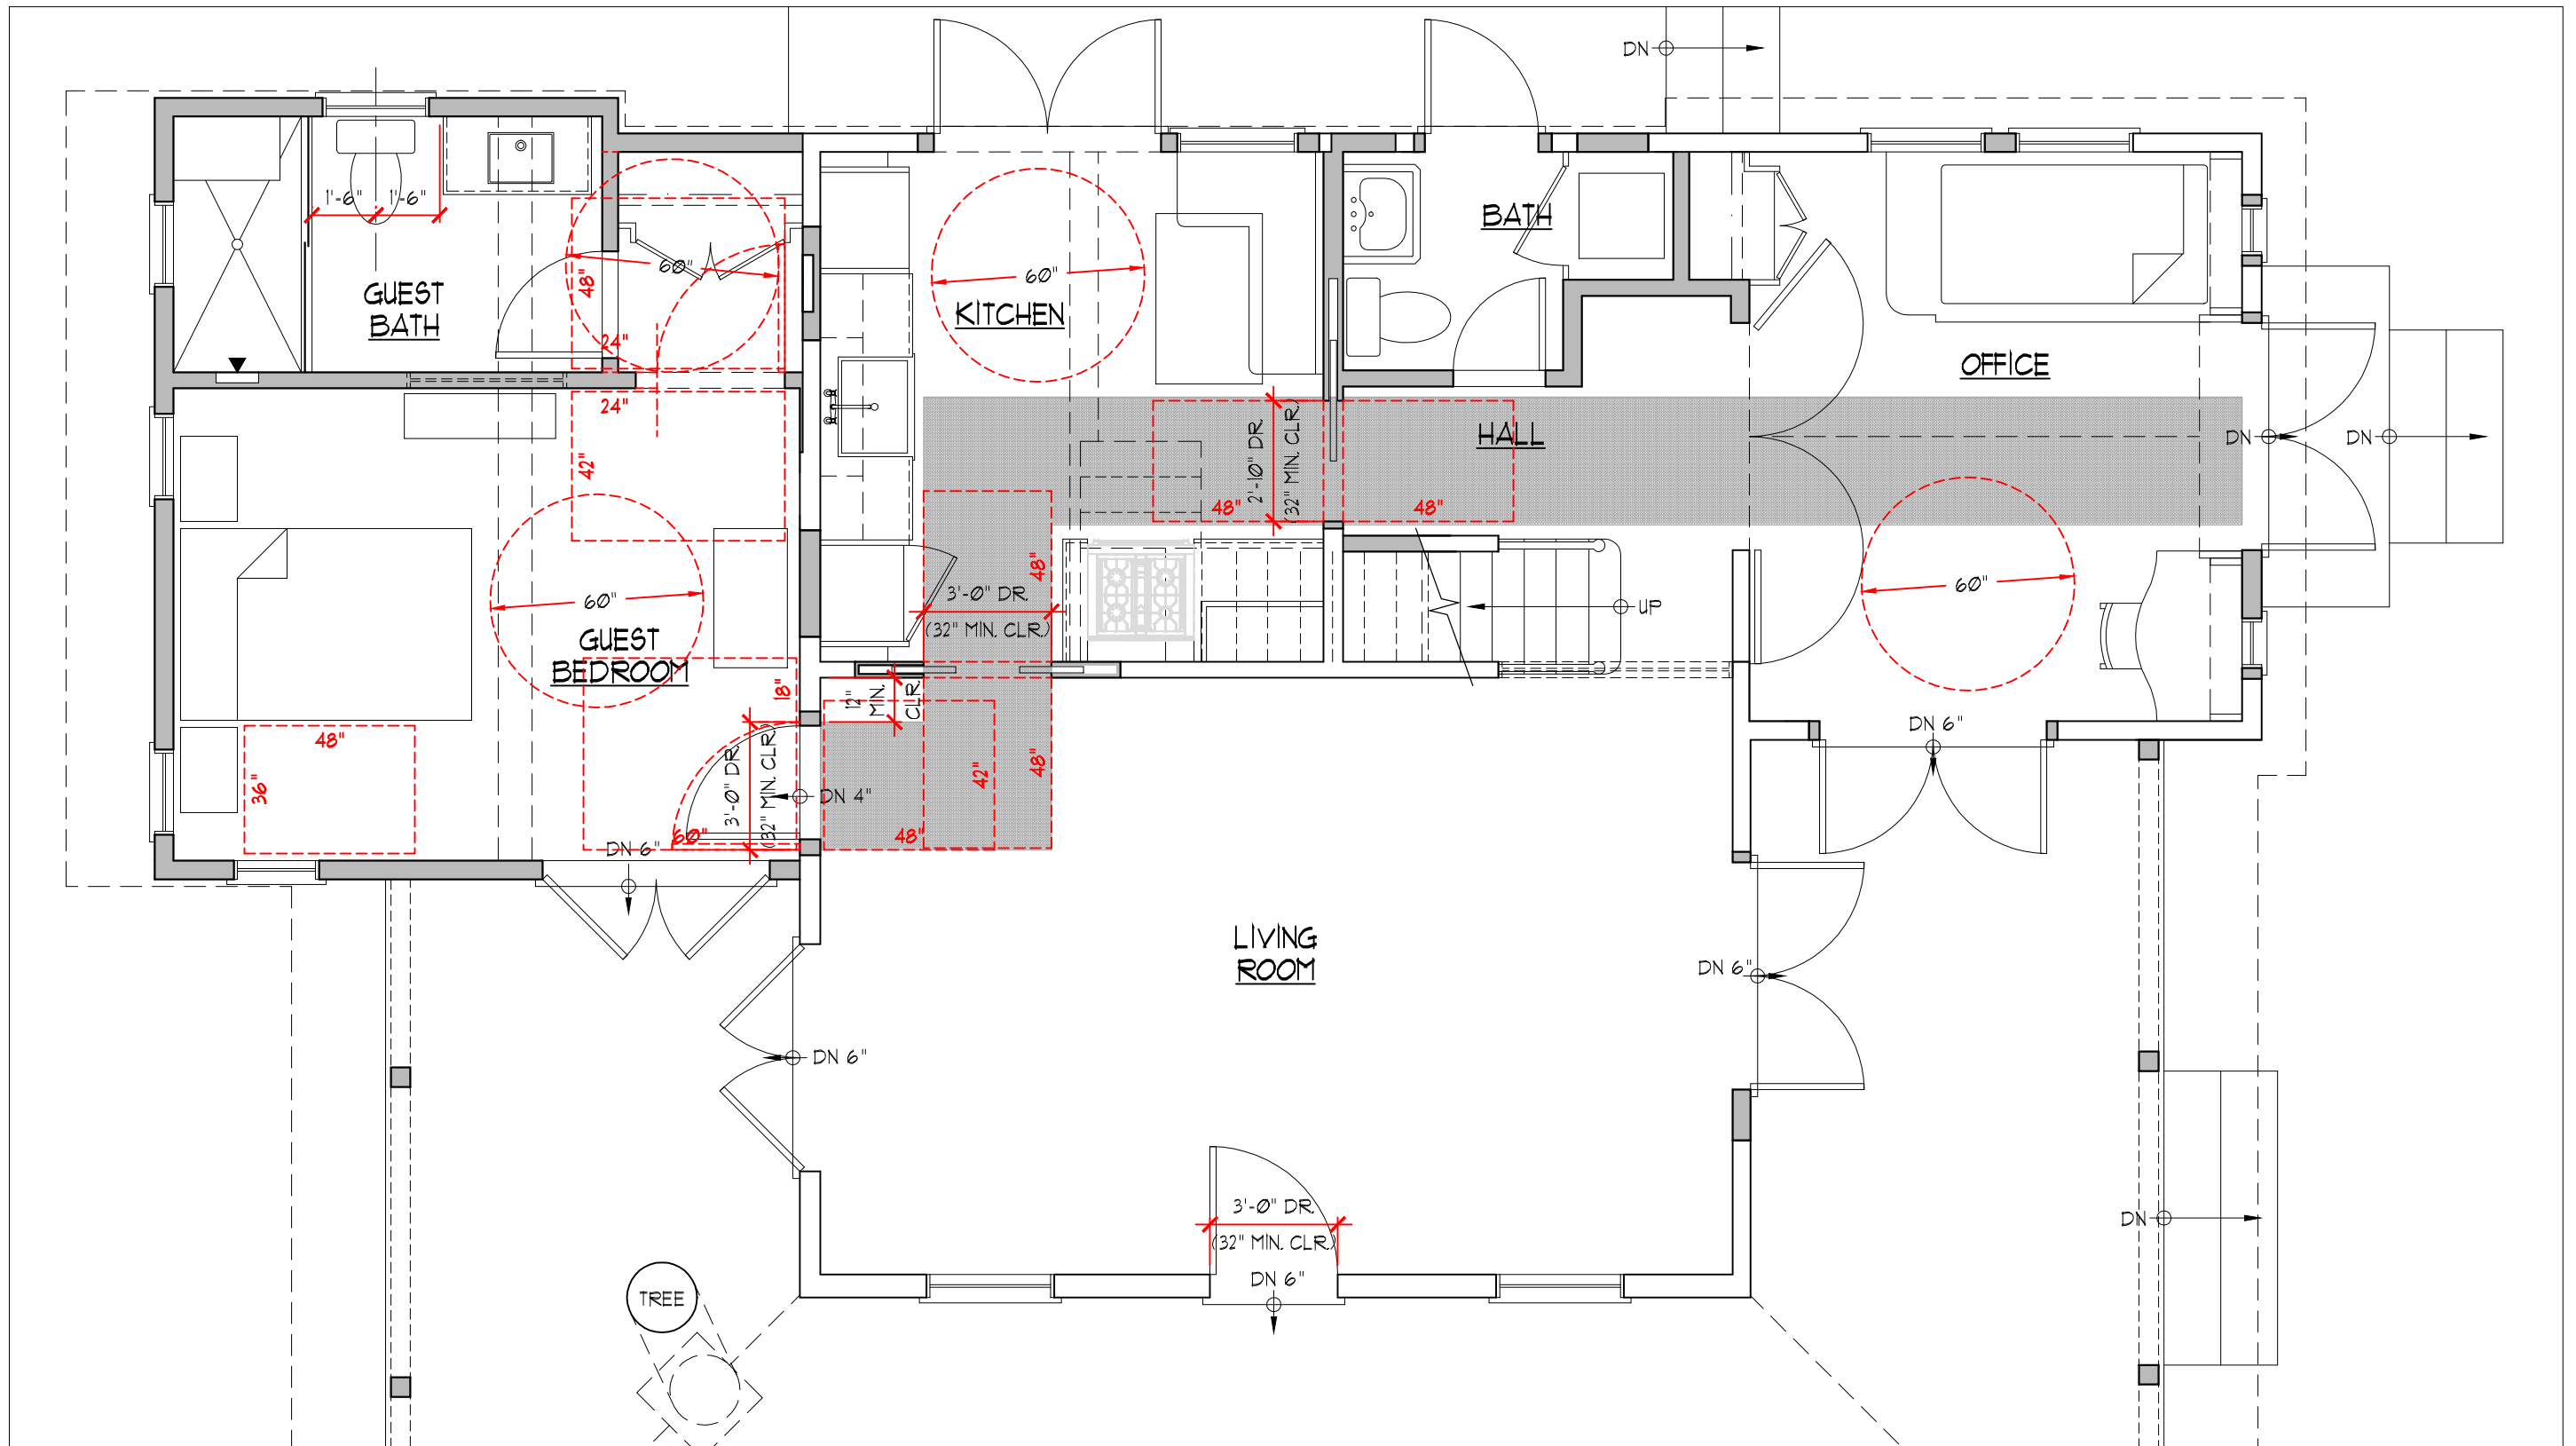 DN
1'-6" 1'-6"
GUEST
BATH
60"
48"
24"
24"
42"
60"
KITCHEN
BATH
OFFICE
HALL
2'-10" DR.
(32" MIN. CLR.)
48"
48"
DN
DN
60"
GUEST
BEDROOM
48"
3'-0" DR.
(32" MIN. CLR.)
UP
60"
18"
12"
MIN.
CLR.
48"
36"
3'-0" DR.
(32" MIN. CLR.)
60"
DN 4"
48"
42"
48"
DN 6"
DN 6"
LIVING
ROOM
DN 6"
DN 6"
3'-0" DR.
(32" MIN. CLR.)
DN 6"
DN
TREE